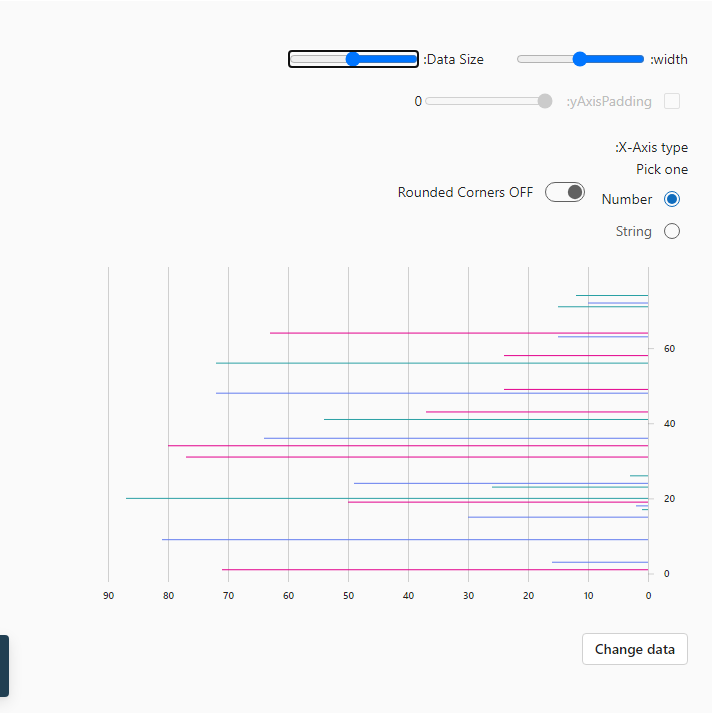 :Data Size :width
0 :yAxisPadding
:X-Axis type
Pick one
Rounded Corners OFF Number
String
60
40
20
0
90 80 70 60 50 40 30 20 10 0
Change data